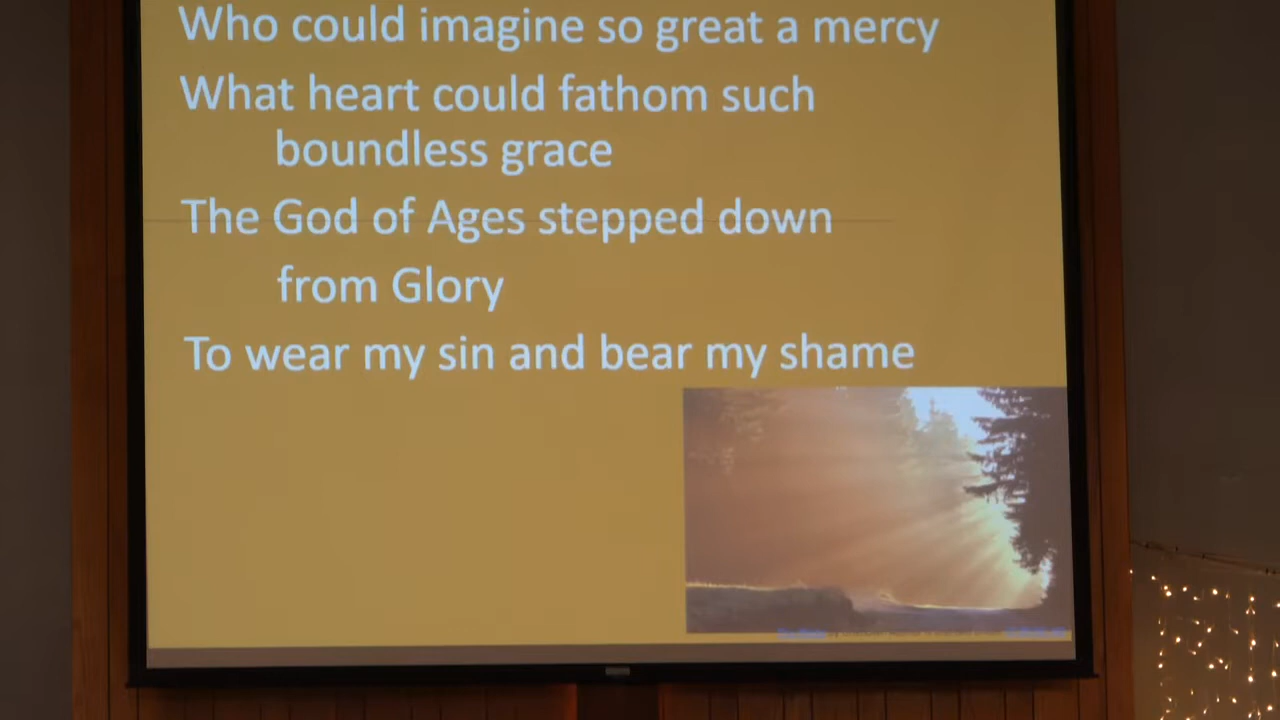 Who could imagine so great a mercy
What heart could fathom such
boundless grace
The God of Ages stepped down
from Glory
To wear my sin and bear my shame